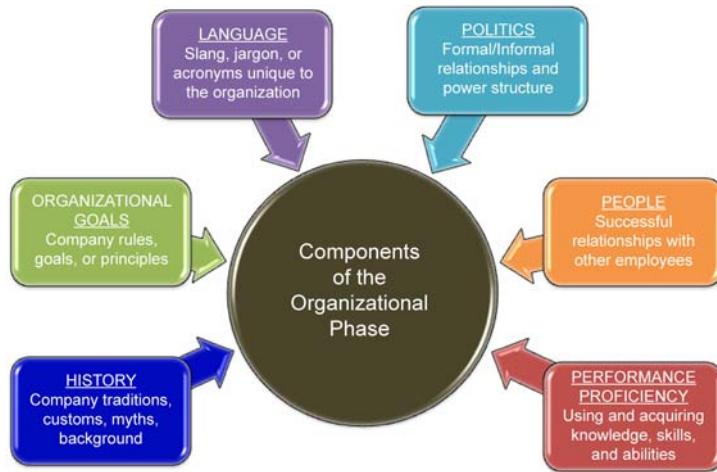 LANGUAGE
Slang, jargon, or
acronyms unique to
the organization
POLITICS
Formal/Informal
relationships and
power structure
ORGANIZATIONAL
GOALS
Company rules,
goals, or principles
PEOPLE
Successful
relationships with
other employees
Components
of the
Organizational
Phase
HISTORY
Company traditions,
customs, myths,
background
PERFORMANCE
PROFICIENCY
Using and acquiring
knowledge, skills,
and abilities